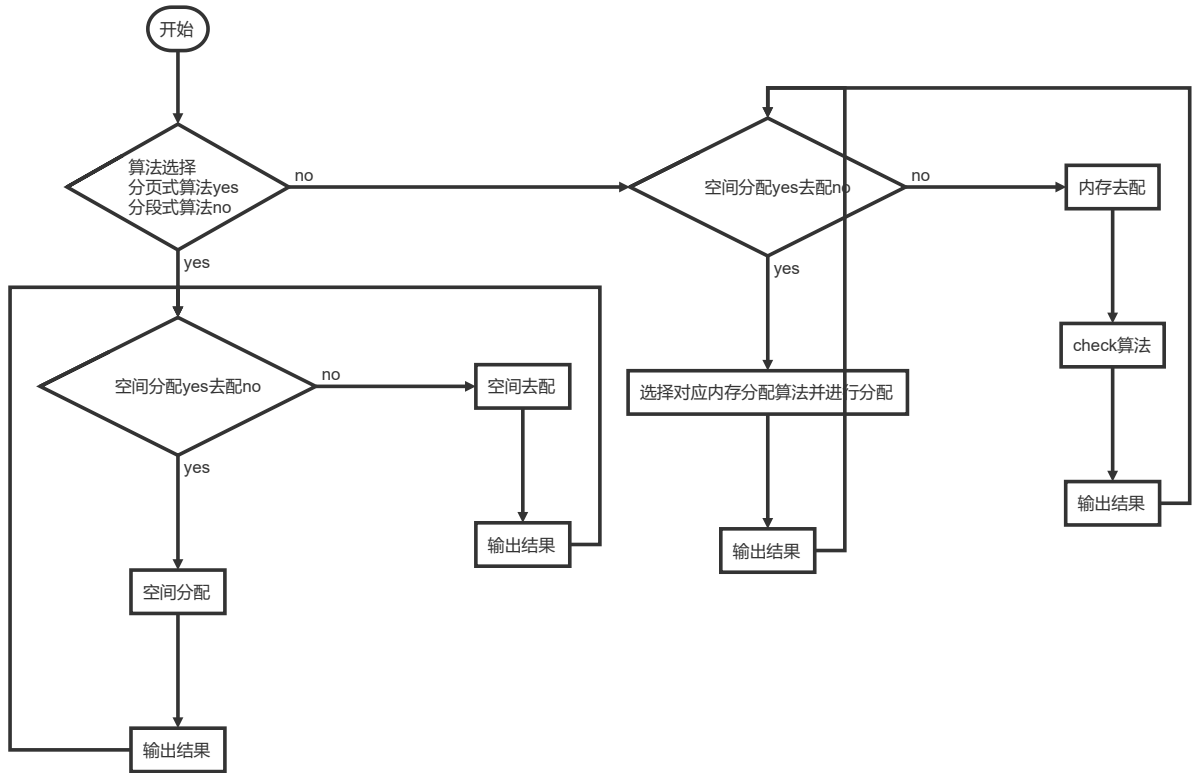 开始
算法选择
分页式算法yes
分段式算法no
no
yes
空间分配yes去配no
no
空间去配
输出结果
yes
空间分配
输出结果
空间分配yes去配no
no
内存去配
check算法
输出结果
yes
选择对应内存分配算法并进行分配
输出结果